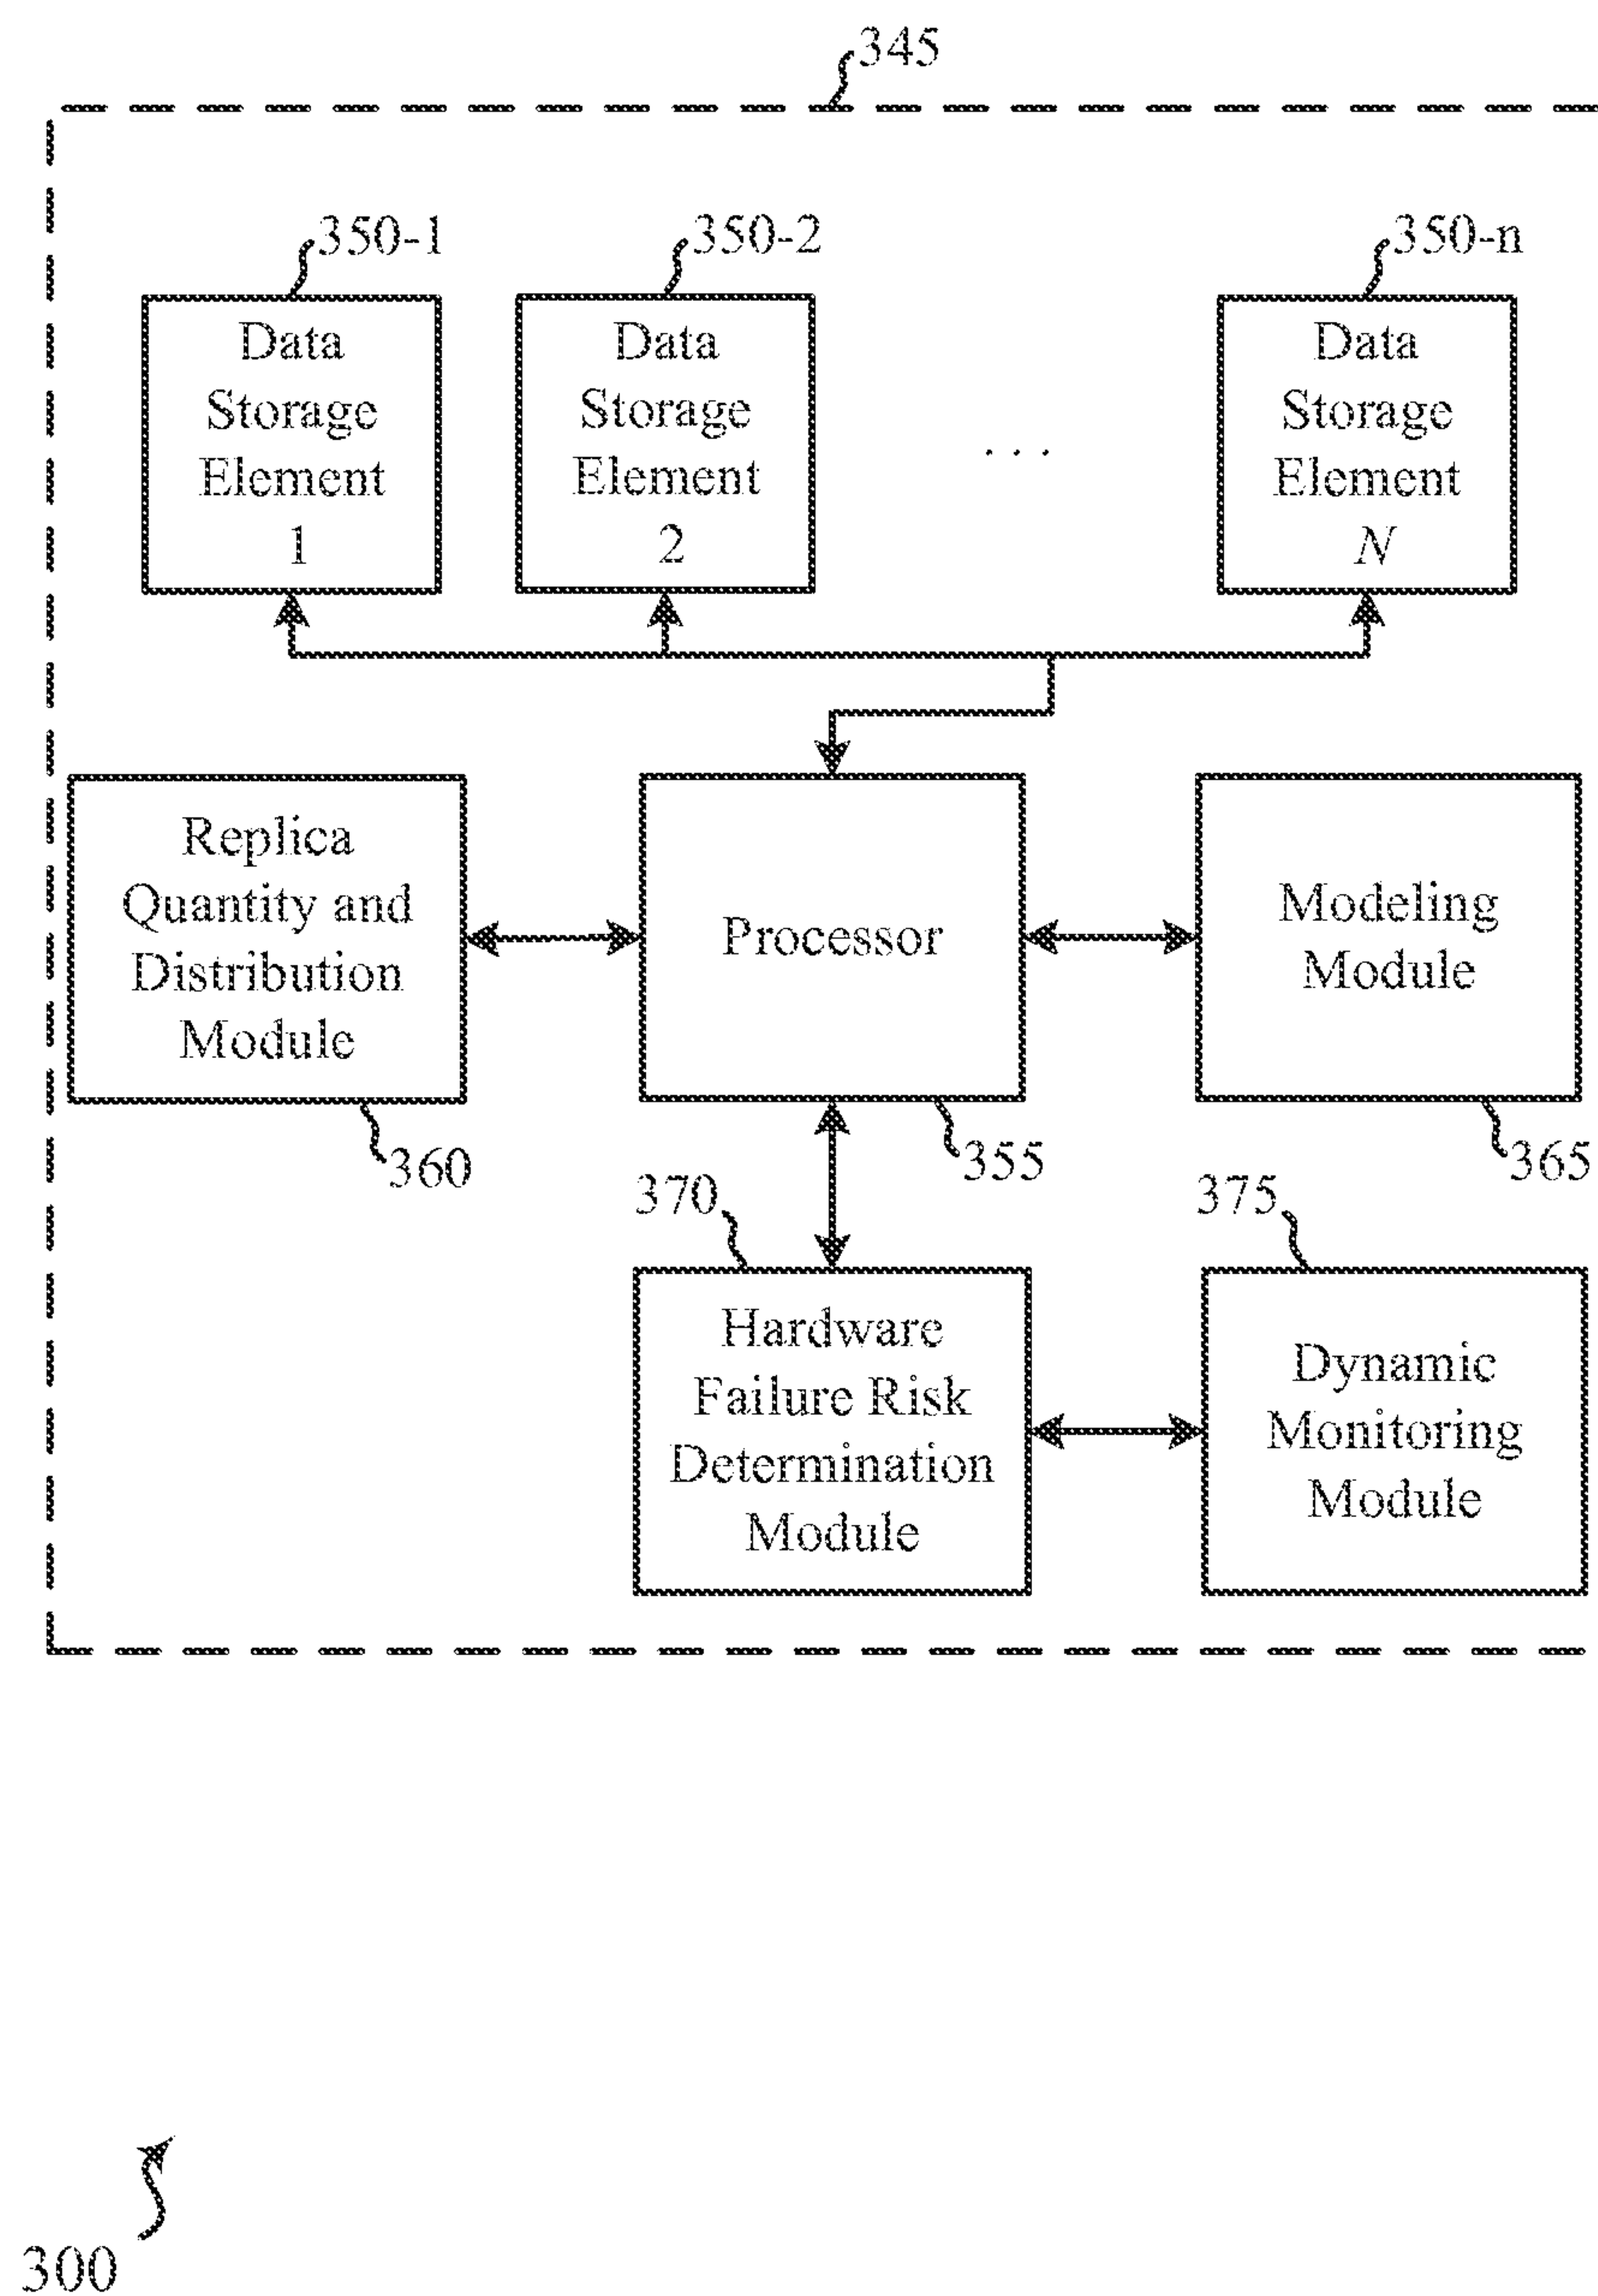 345
350-1
Data
Storage
Element
1
350-2
Data
Storage
Element
2
. . .
350-n
Data
Storage
Element
N
Replica
Quantity and
Distribution
Module
360
Processor
355
Modeling
Module
365
370
Hardware
Failure Risk
Determination
Module
375
Dynamic
Monitoring
Module
300